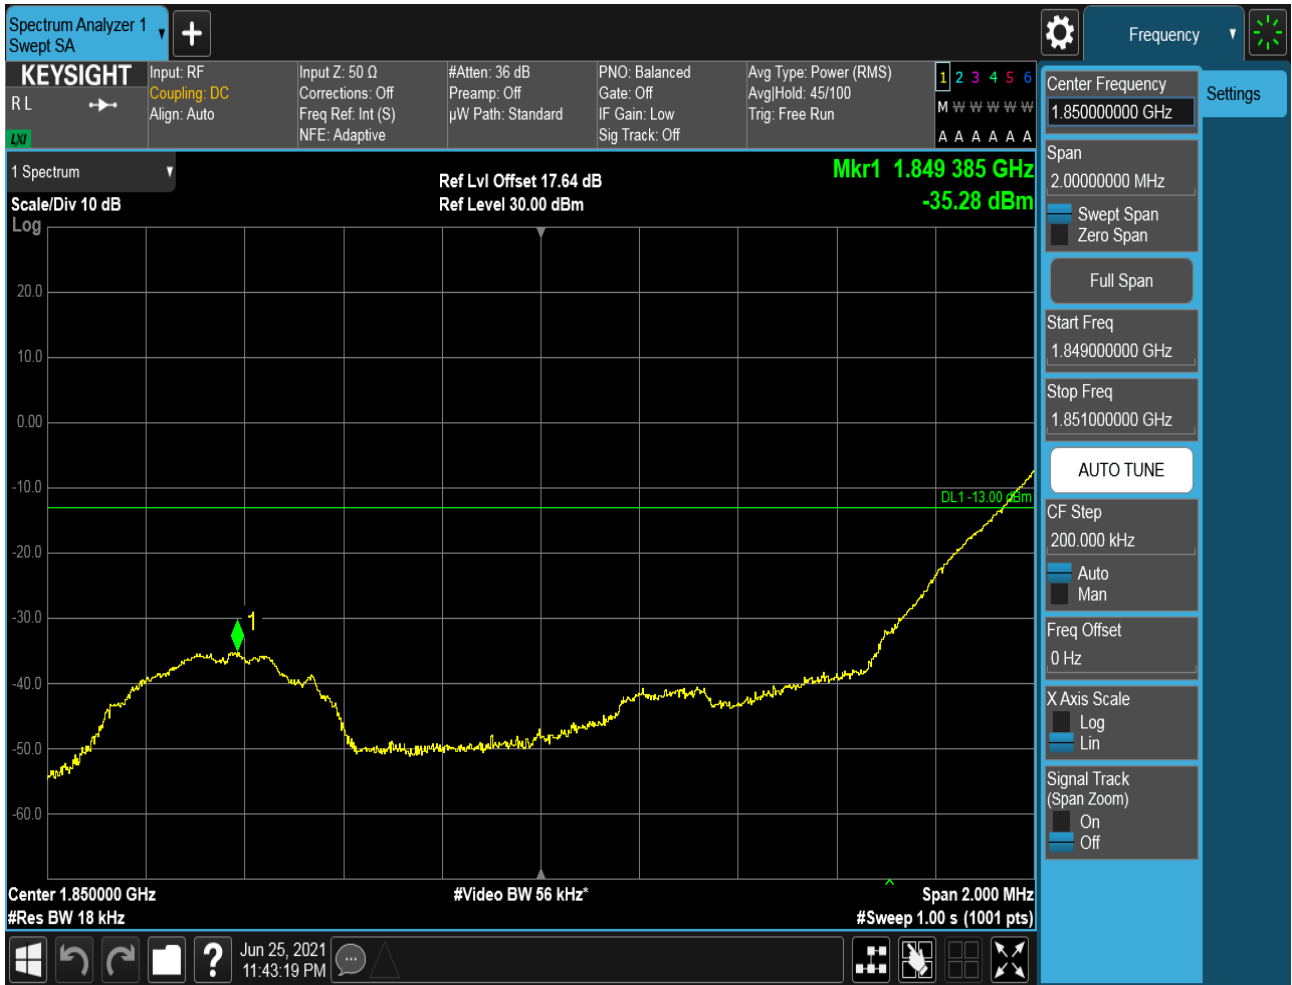 Spectrum Analyzer 1
Swept SA
Frequency
KEYSIGHT
R L
LXI
Input: RF
Coupling: DC
Align: Auto
Input Z: 50 Ω
Corrections: Off
Freq Ref: Int (S)
NFE: Adaptive
#Atten: 36 dB
Preamp: Off
µW Path: Standard
PNO: Balanced
Gate: Off
IF Gain: Low
Sig Track: Off
Avg Type: Power (RMS)
Avg|Hold: 45/100
Trig: Free Run
1 2 3 4 5 6
M W W W W W
A A A A A A
1 Spectrum
Scale/Div 10 dB
Log
Ref Lvl Offset 17.64 dB
Ref Level 30.00 dBm
Mkr1 1.849 385 GHz
-35.28 dBm
20.0
10.0
0.00
-10.0
-20.0
-30.0
-40.0
-50.0
-60.0
DL1 -13.00 dBm
1
Center 1.850000 GHz
#Res BW 18 kHz
#Video BW 56 kHz*
Span 2.000 MHz
#Sweep 1.00 s (1001 pts)
Center Frequency
1.850000000 GHz
Settings
Span
2.00000000 MHz
Swept Span
Zero Span
Full Span
Start Freq
1.849000000 GHz
Stop Freq
1.851000000 GHz
AUTO TUNE
CF Step
200.000 kHz
Auto
Man
Freq Offset
0 Hz
X Axis Scale
Log
Lin
Signal Track
(Span Zoom)
On
Off
?
Jun 25, 2021
11:43:19 PM